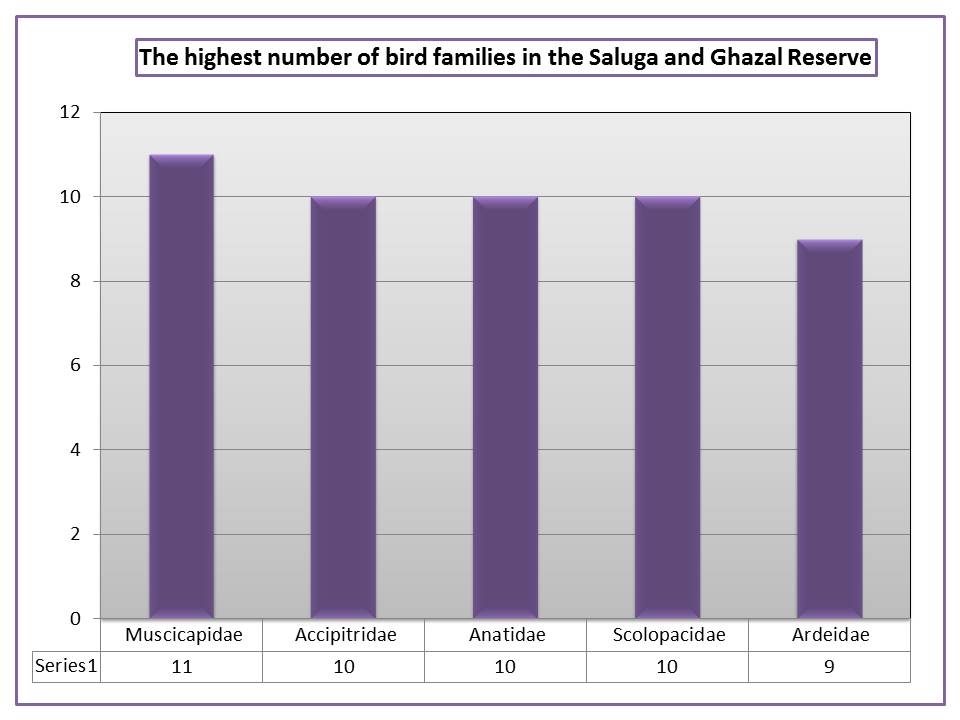 The highest number of bird families in the Saluga and Ghazal Reserve
12
10
8
6
4
2
0
Muscicapidae Accipitridae Anatidae Scolopacidae Ardeidae
Series1 11 10 10 10 9